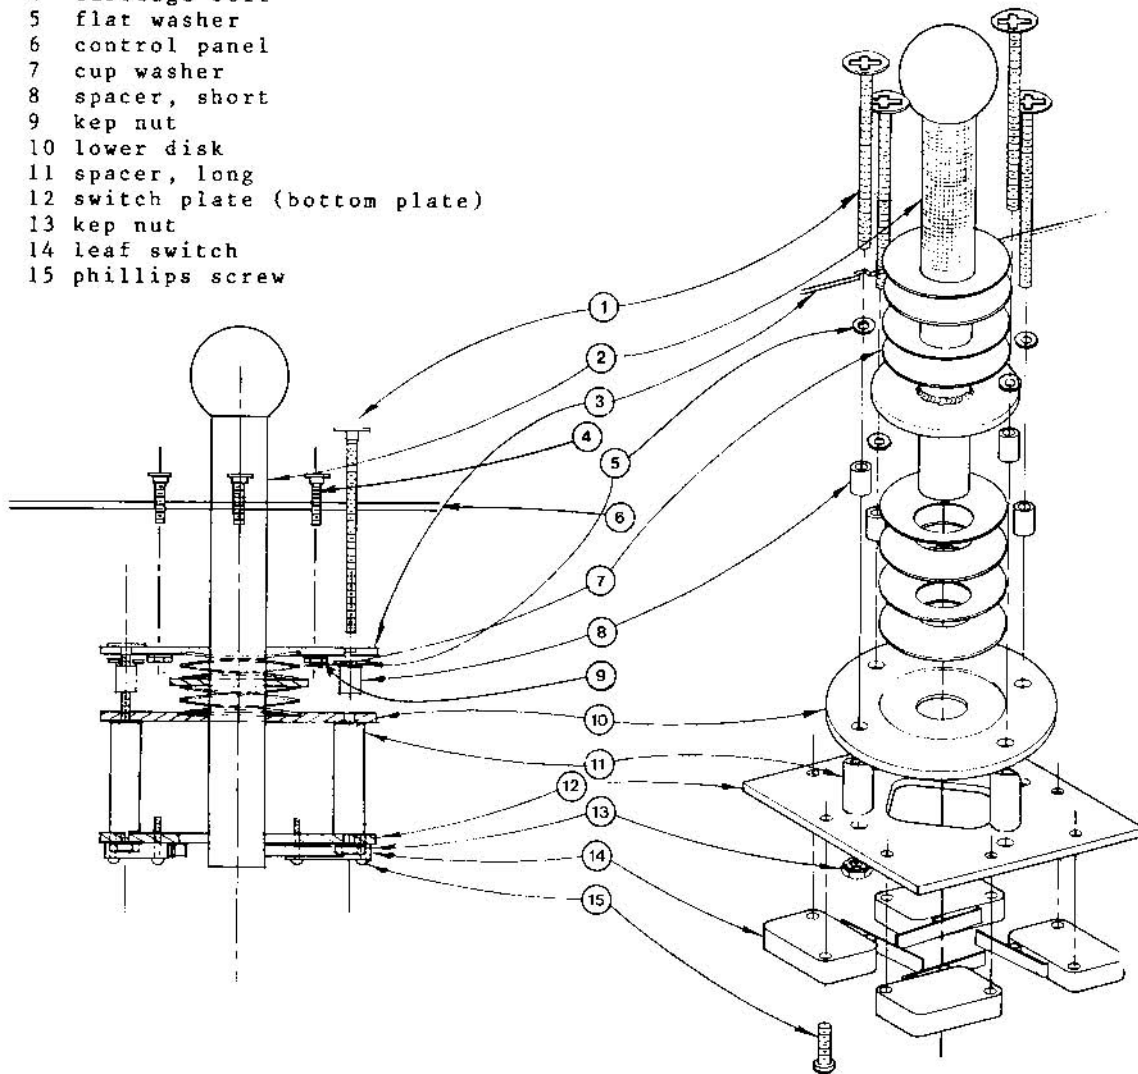 5 flat washer
6 control panel
7 cup washer
8 spacer, short
9 kep nut
10 lower disk
11 spacer, long
12 switch plate (bottom plate)
13 kep nut
14 leaf switch
15 phillips screw
1
2
3
4
5
6
7
8
9
10
11
12
13
14
15